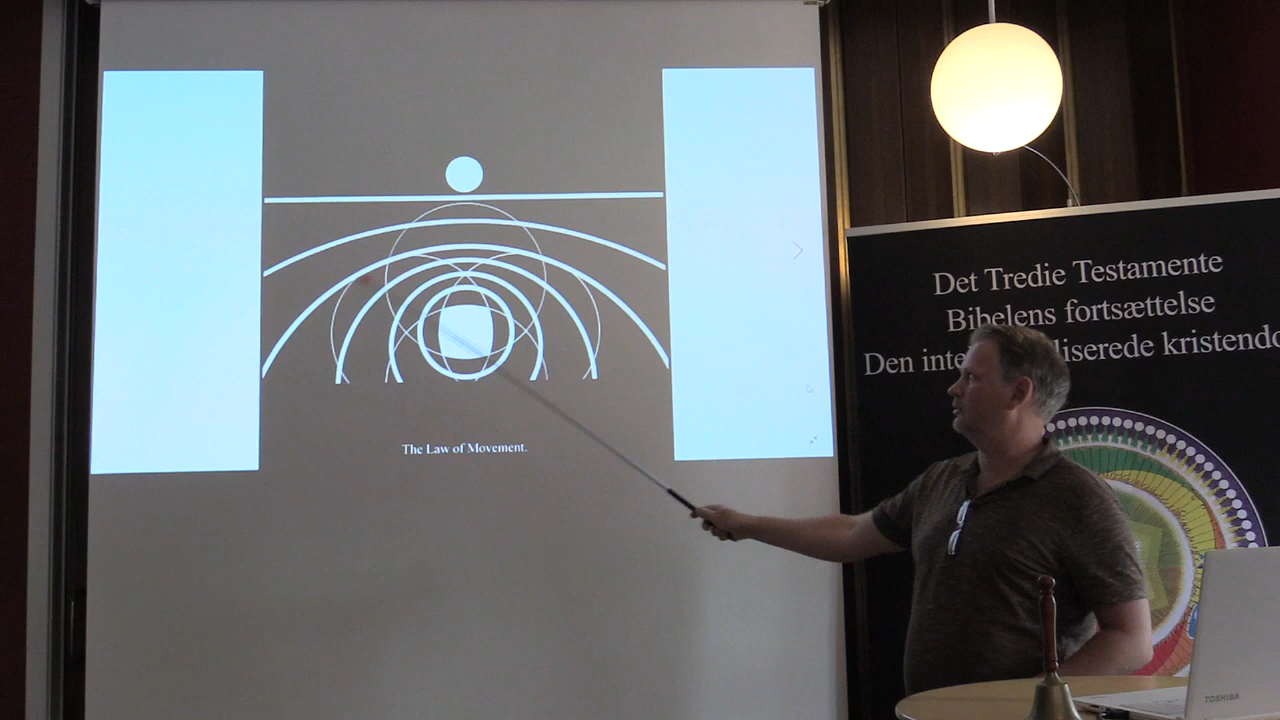 The Law of Movement.
Det Tredie Testamente
Bibelens fortsættelse
Den inte liserede kristendo
TOSHIBA